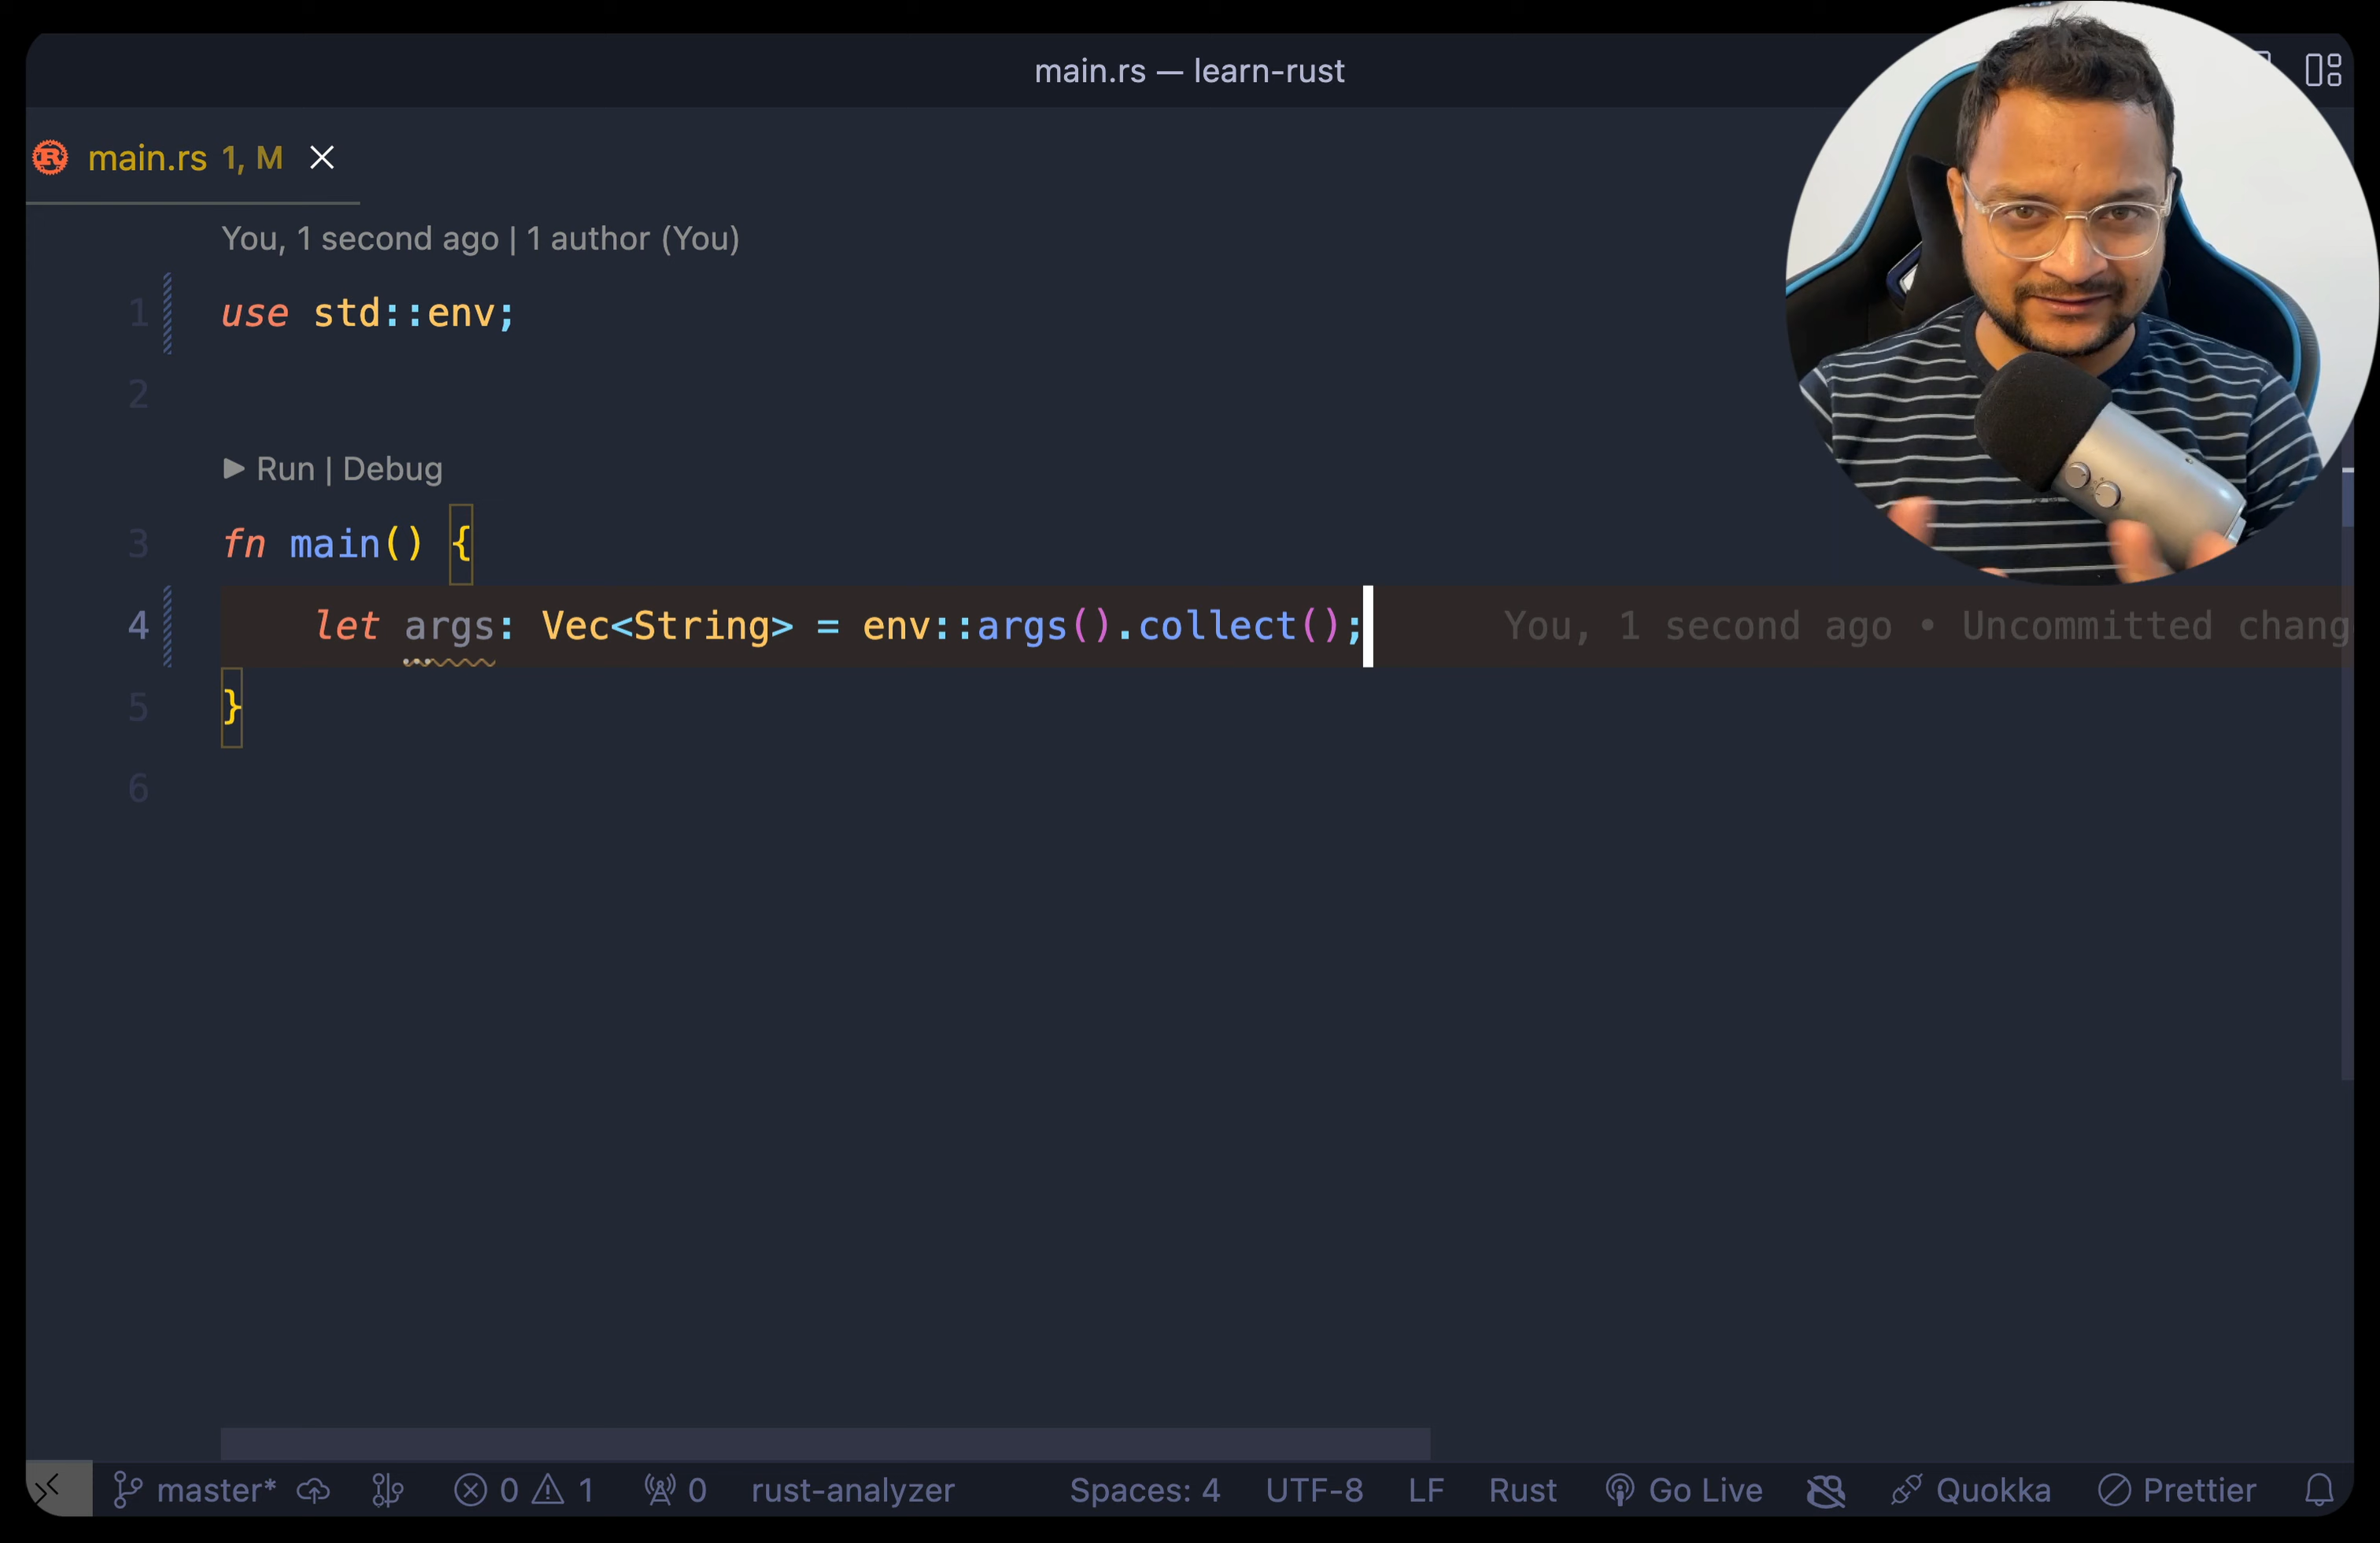 main.rs — learn-rust
main.rs 1, M
You, 1 second ago | 1 author (You)
1 use std::env;
2
Run | Debug
3 fn main() {
4 let args: Vec<String> = env::args().collect(); You, 1 second ago • Uncommitted chang
5 }
6
master* 0 1 0 rust-analyzer Spaces: 4 UTF-8 LF Rust Go Live Quokka Prettier